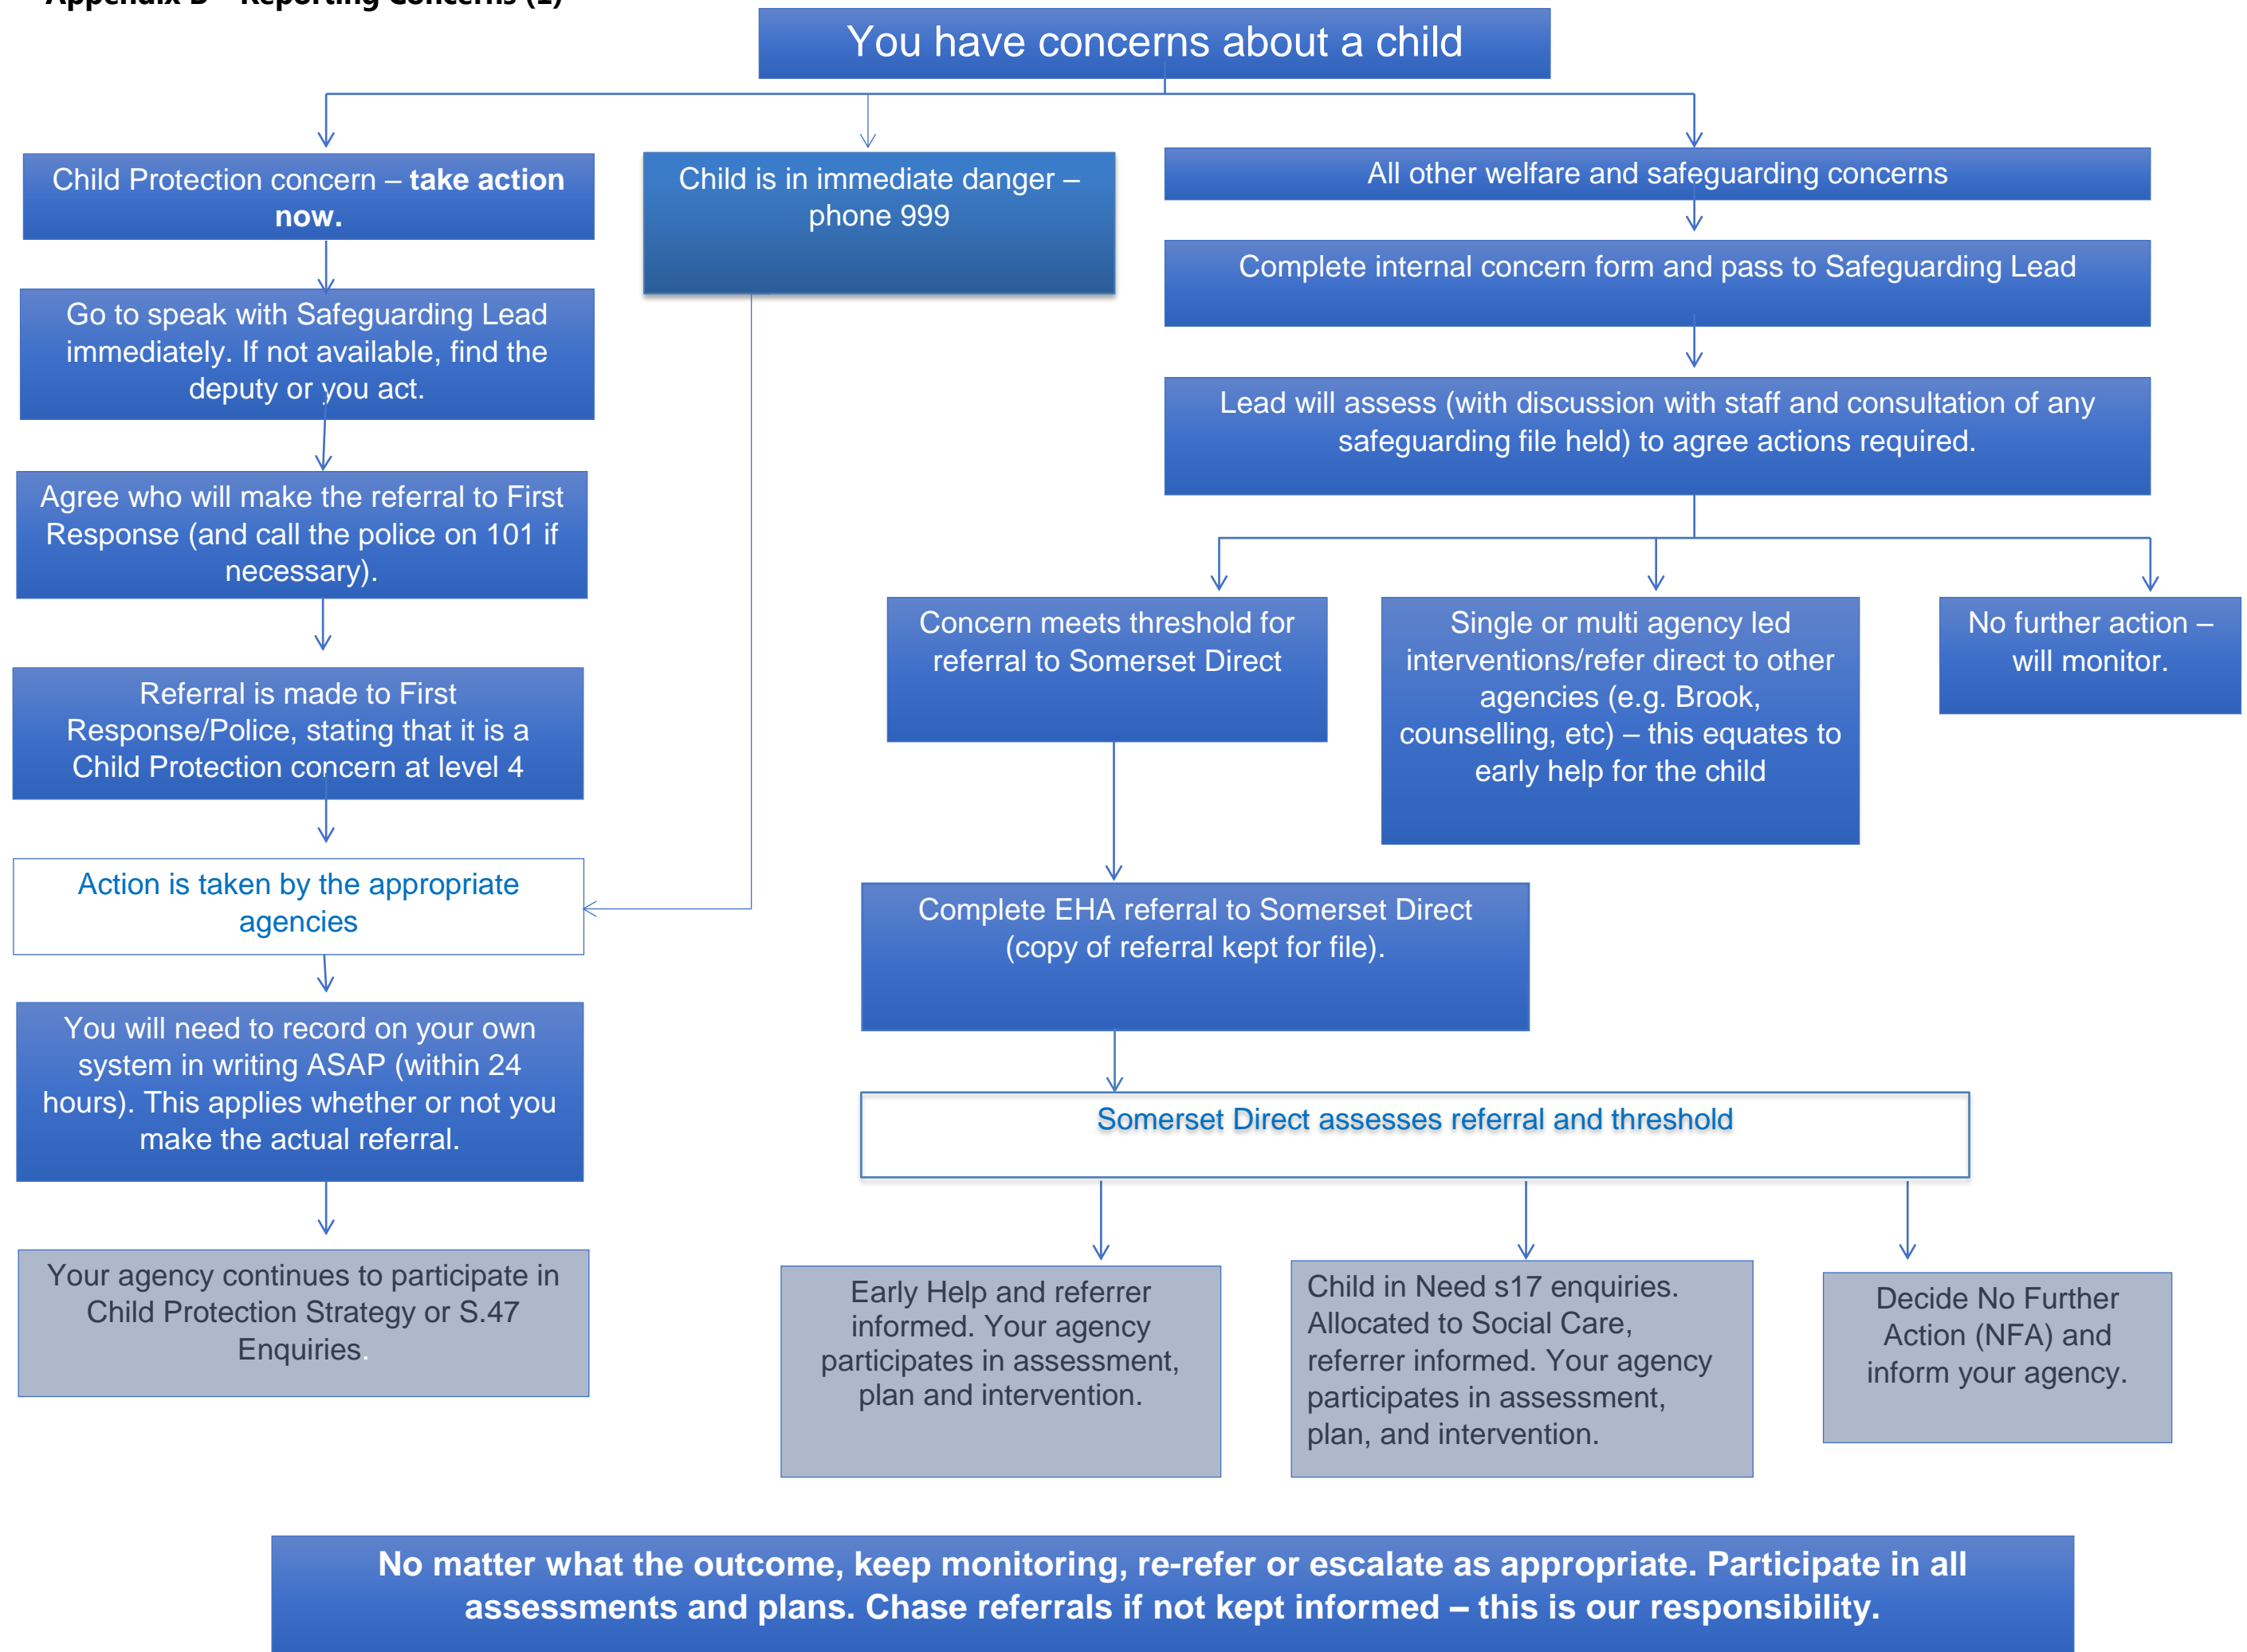 You have concerns about a child
Child Protection concern – take action
now.
Child is in immediate danger –
phone 999
All other welfare and safeguarding concerns
Go to speak with Safeguarding Lead
immediately. If not available, find the
deputy or you act.
Complete internal concern form and pass to Safeguarding Lead
Lead will assess (with discussion with staff and consultation of any
safeguarding file held) to agree actions required.
Agree who will make the referral to First
Response (and call the police on 101 if
necessary).
Referral is made to First
Response/Police, stating that it is a
Child Protection concern at level 4
Concern meets threshold for
referral to Somerset Direct
Single or multi agency led
interventions/refer direct to other
agencies (e.g. Brook,
counselling, etc) – this equates to
early help for the child
No further action –
will monitor.
Action is taken by the appropriate
agencies
Complete EHA referral to Somerset Direct
(copy of referral kept for file).
You will need to record on your own
system in writing ASAP (within 24
hours). This applies whether or not you
make the actual referral.
Somerset Direct assesses referral and threshold
Your agency continues to participate in
Child Protection Strategy or S.47
Enquiries.
Early Help and referrer
informed. Your agency
participates in assessment,
plan and intervention.
Child in Need s17 enquiries.
Allocated to Social Care,
referrer informed. Your agency
participates in assessment,
plan, and intervention.
Decide No Further
Action (NFA) and
inform your agency.
No matter what the outcome, keep monitoring, re-refer or escalate as appropriate. Participate in all
assessments and plans. Chase referrals if not kept informed – this is our responsibility.